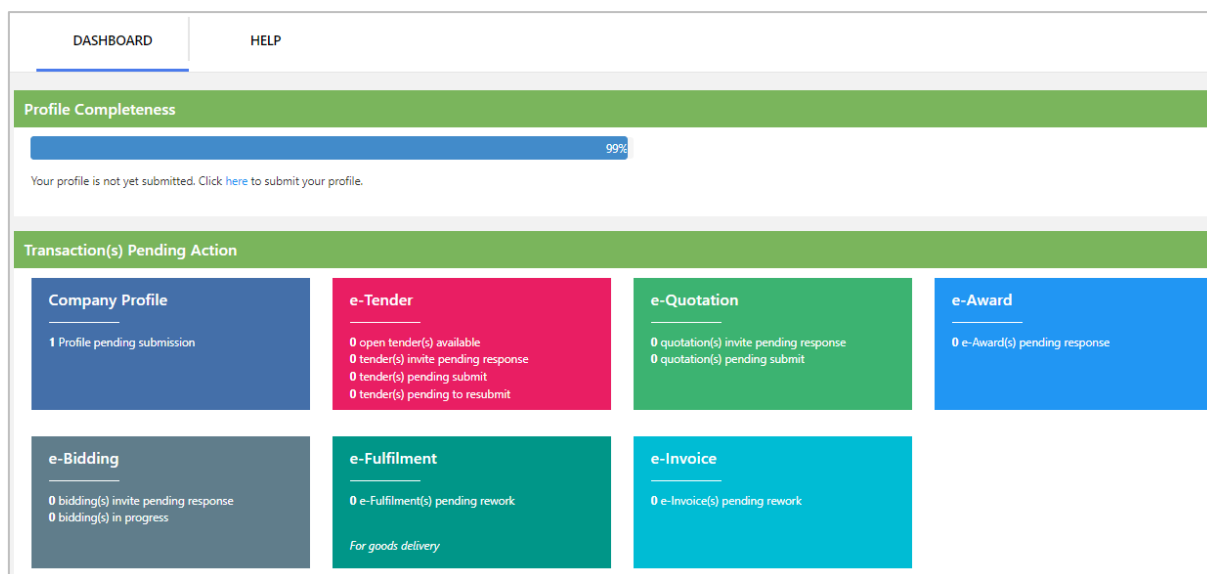 DASHBOARD HELP
Profile Completeness
99%
Your profile is not yet submitted. Click here to submit your profile.
Transaction(s) Pending Action
Company Profile
1 Profile pending submission
e-Tender
0 open tender(s) available
0 tender(s) invite pending response
0 tender(s) pending submit
0 tender(s) pending to resubmit
e-Quotation
0 quotation(s) invite pending response
0 quotation(s) pending submit
e-Award
0 e-Award(s) pending response
e-Bidding
0 bidding(s) invite pending response
0 bidding(s) in progress
e-Fulfilment
0 e-Fulfilment(s) pending rework
For goods delivery
e-Invoice
0 e-Invoice(s) pending rework